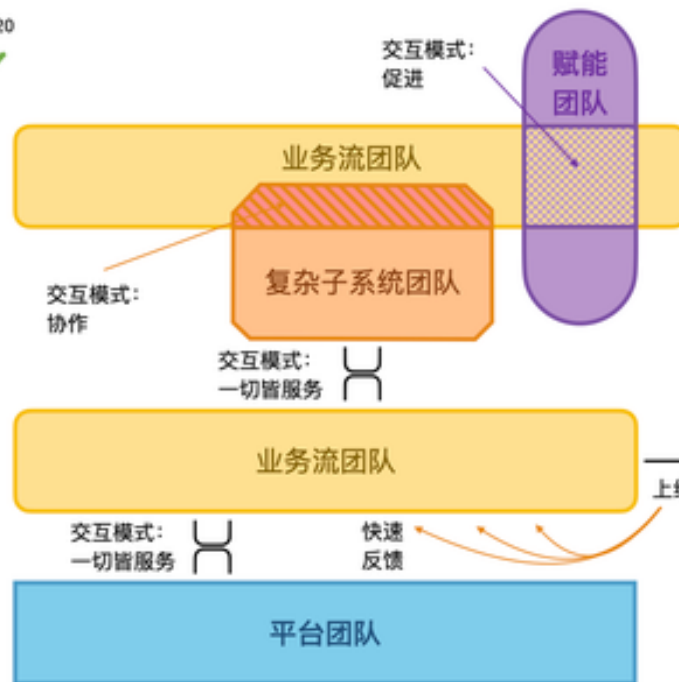 20
交互模式：
促进
赋能
团队
业务流团队
复杂子系统团队
交互模式：
协作
交互模式：
一切皆服务
业务流团队
上
交互模式：
一切皆服务
快速
反馈
平台团队